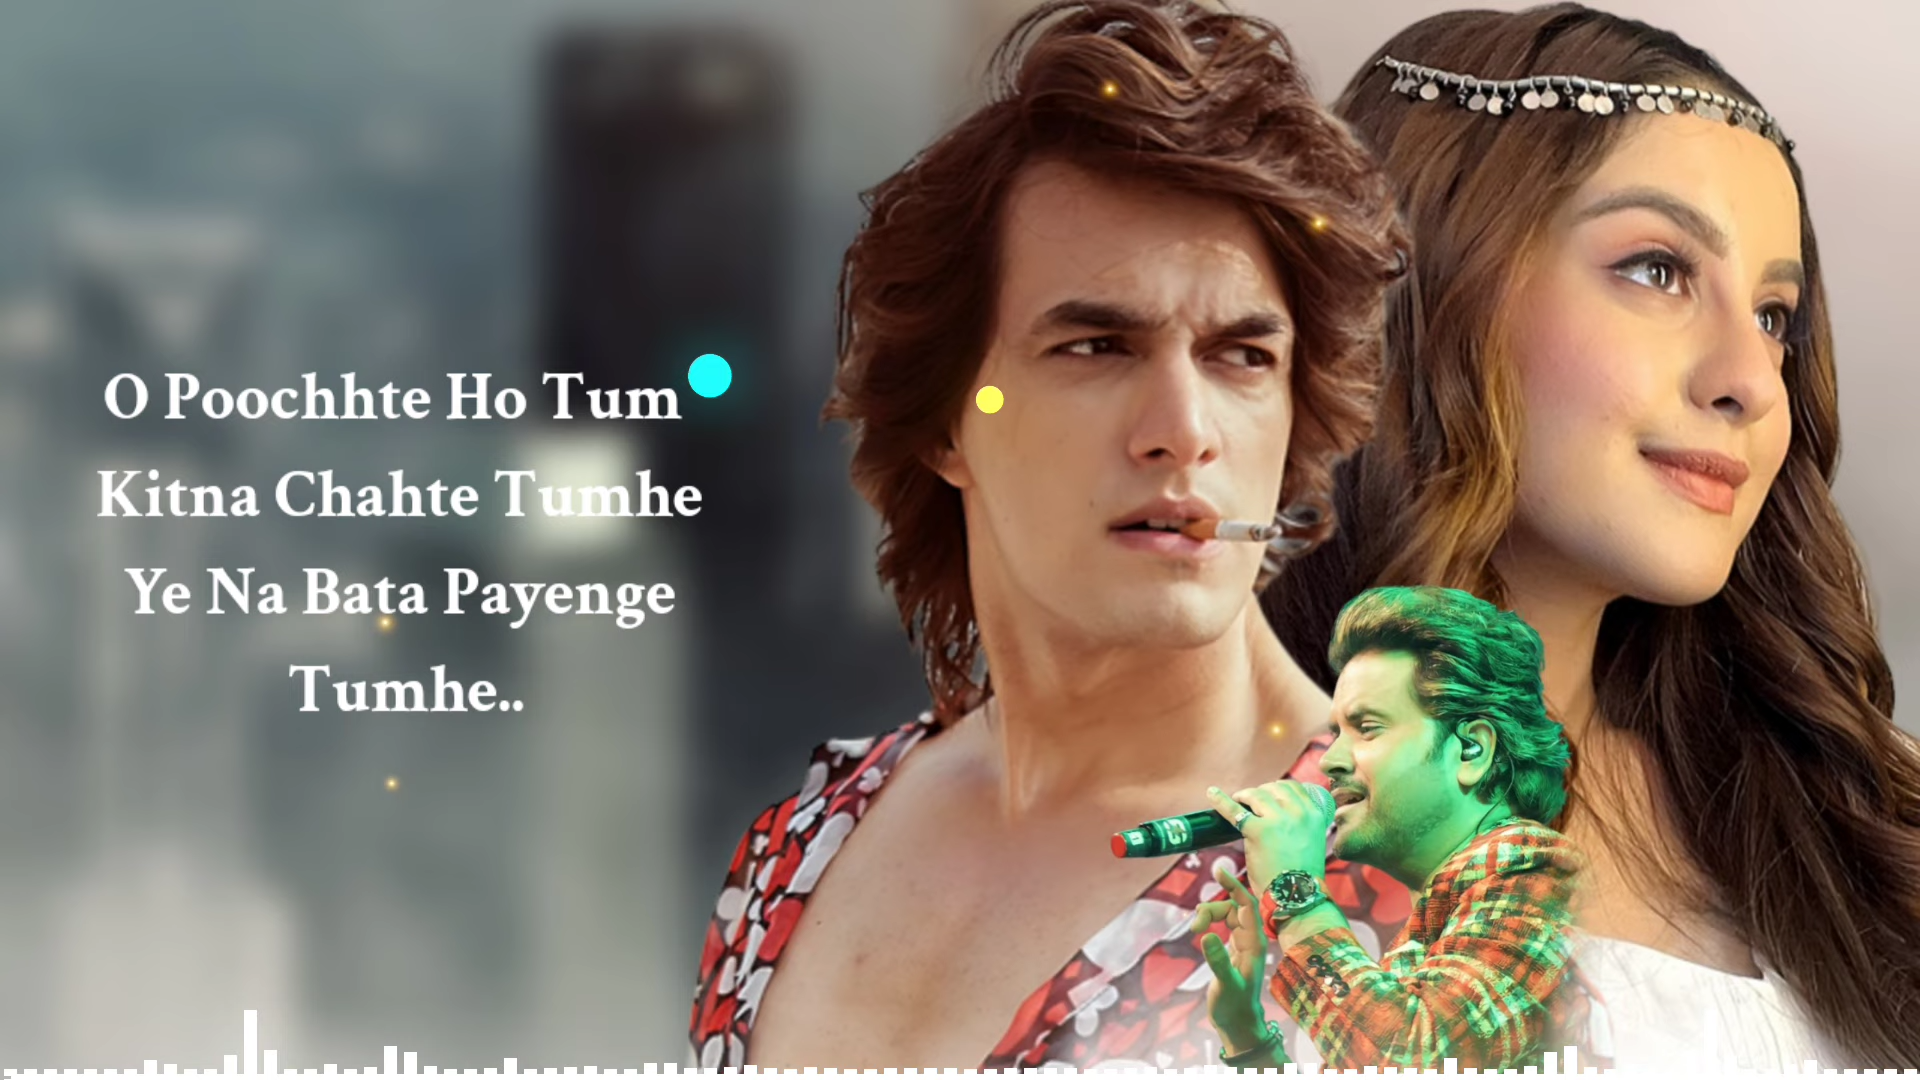 O Poochhte Ho Tum
Kitna Chahte Tumhe
Ye Na Bata Payenge
Tumhe..